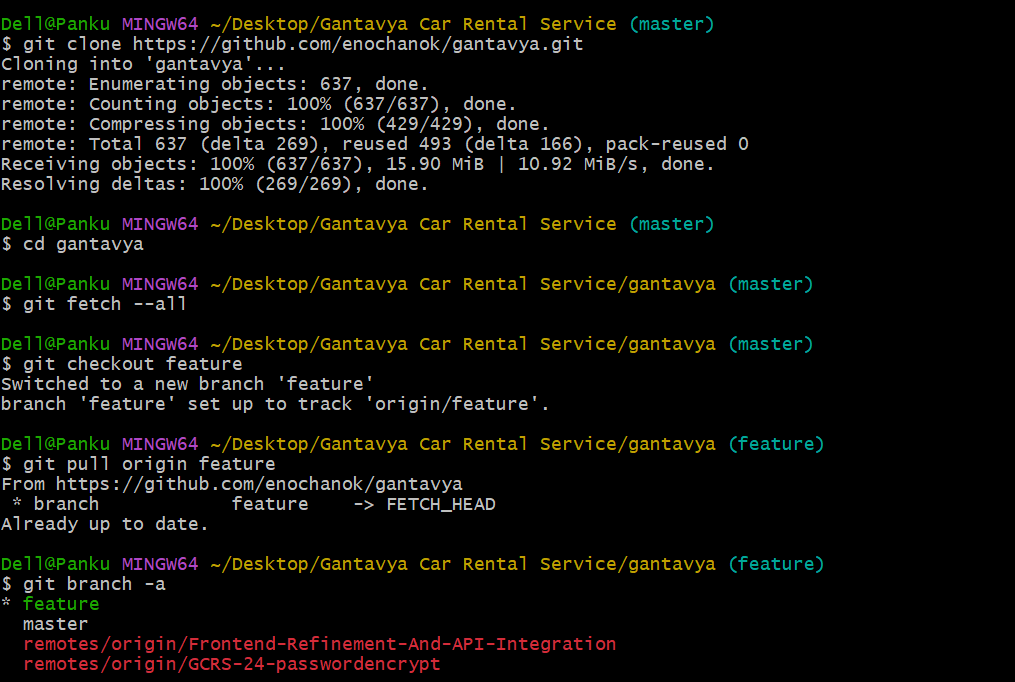 Dell@Panku MINGW64 ~/Desktop/Gantavya Car Rental Service (master)
$ git clone https://github.com/enochanok/gantavya.git
Cloning into 'gantavya'...
remote: Enumerating objects: 637, done.
remote: Counting objects: 100% (637/637), done.
remote: Compressing objects: 100% (429/429), done.
remote: Total 637 (delta 269), reused 493 (delta 166), pack-reused 0
Receiving objects: 100% (637/637), 15.90 MiB | 10.92 MiB/s, done.
Resolving deltas: 100% (269/269), done.
Dell@Panku MINGW64 ~/Desktop/Gantavya Car Rental Service (master)
$ cd gantavya
Dell@Panku MINGW64 ~/Desktop/Gantavya Car Rental Service/gantavya (master)
$ git fetch --all
Dell@Panku MINGW64 ~/Desktop/Gantavya Car Rental Service/gantavya (master)
$ git checkout feature
Switched to a new branch 'feature'
branch 'feature' set up to track 'origin/feature'.
Dell@Panku MINGW64 ~/Desktop/Gantavya Car Rental Service/gantavya (feature)
$ git pull origin feature
From https://github.com/enochanok/gantavya
 * branch            feature    -> FETCH_HEAD
Already up to date.
Dell@Panku MINGW64 ~/Desktop/Gantavya Car Rental Service/gantavya (feature)
$ git branch -a
* feature
  master
  remotes/origin/Frontend-Refinement-And-API-Integration
  remotes/origin/GCRS-24-passwordencrypt